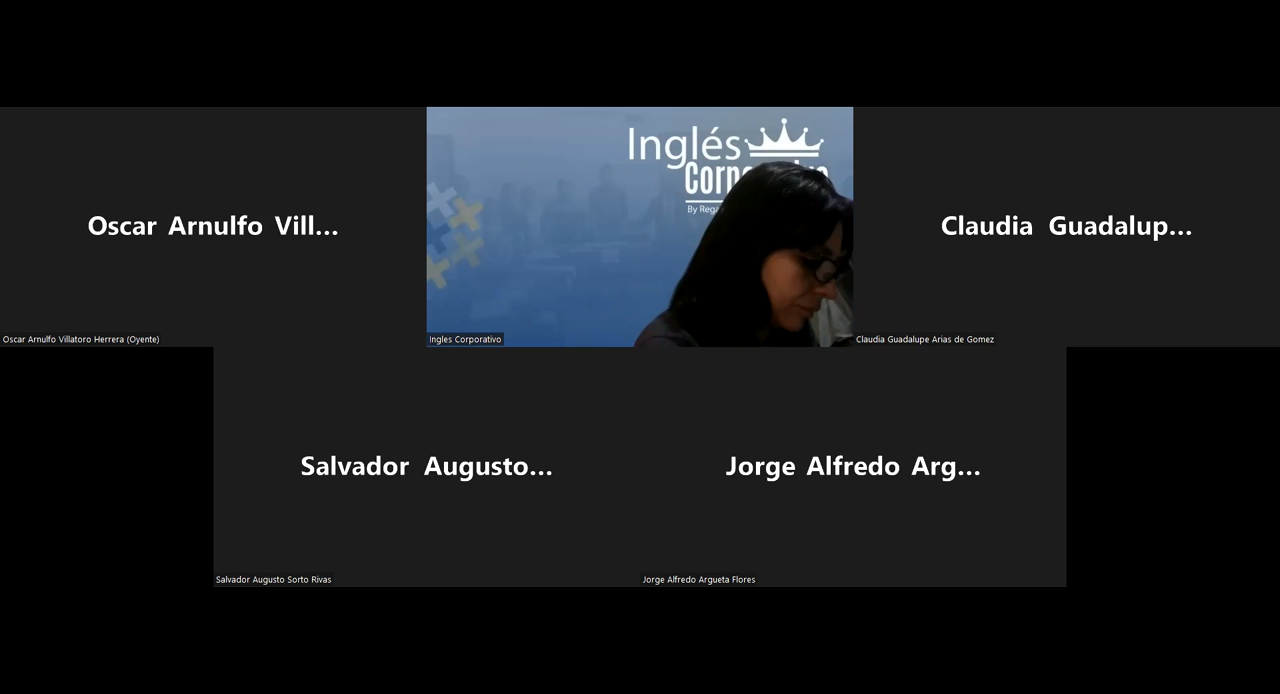 Oscar Arnulfo Vill...
Oscar Arnulfo Villatoro Herrera (Oyente)
Inglés
By
Ingles Corporativo
Claudia Guadalup...
Claudia Guadalupe Arias de Gomez
Salvador Augusto...
Salvador Augusto Sorto Rivas
Jorge Alfredo Arg...
Jorge Alfredo Argueta Flores